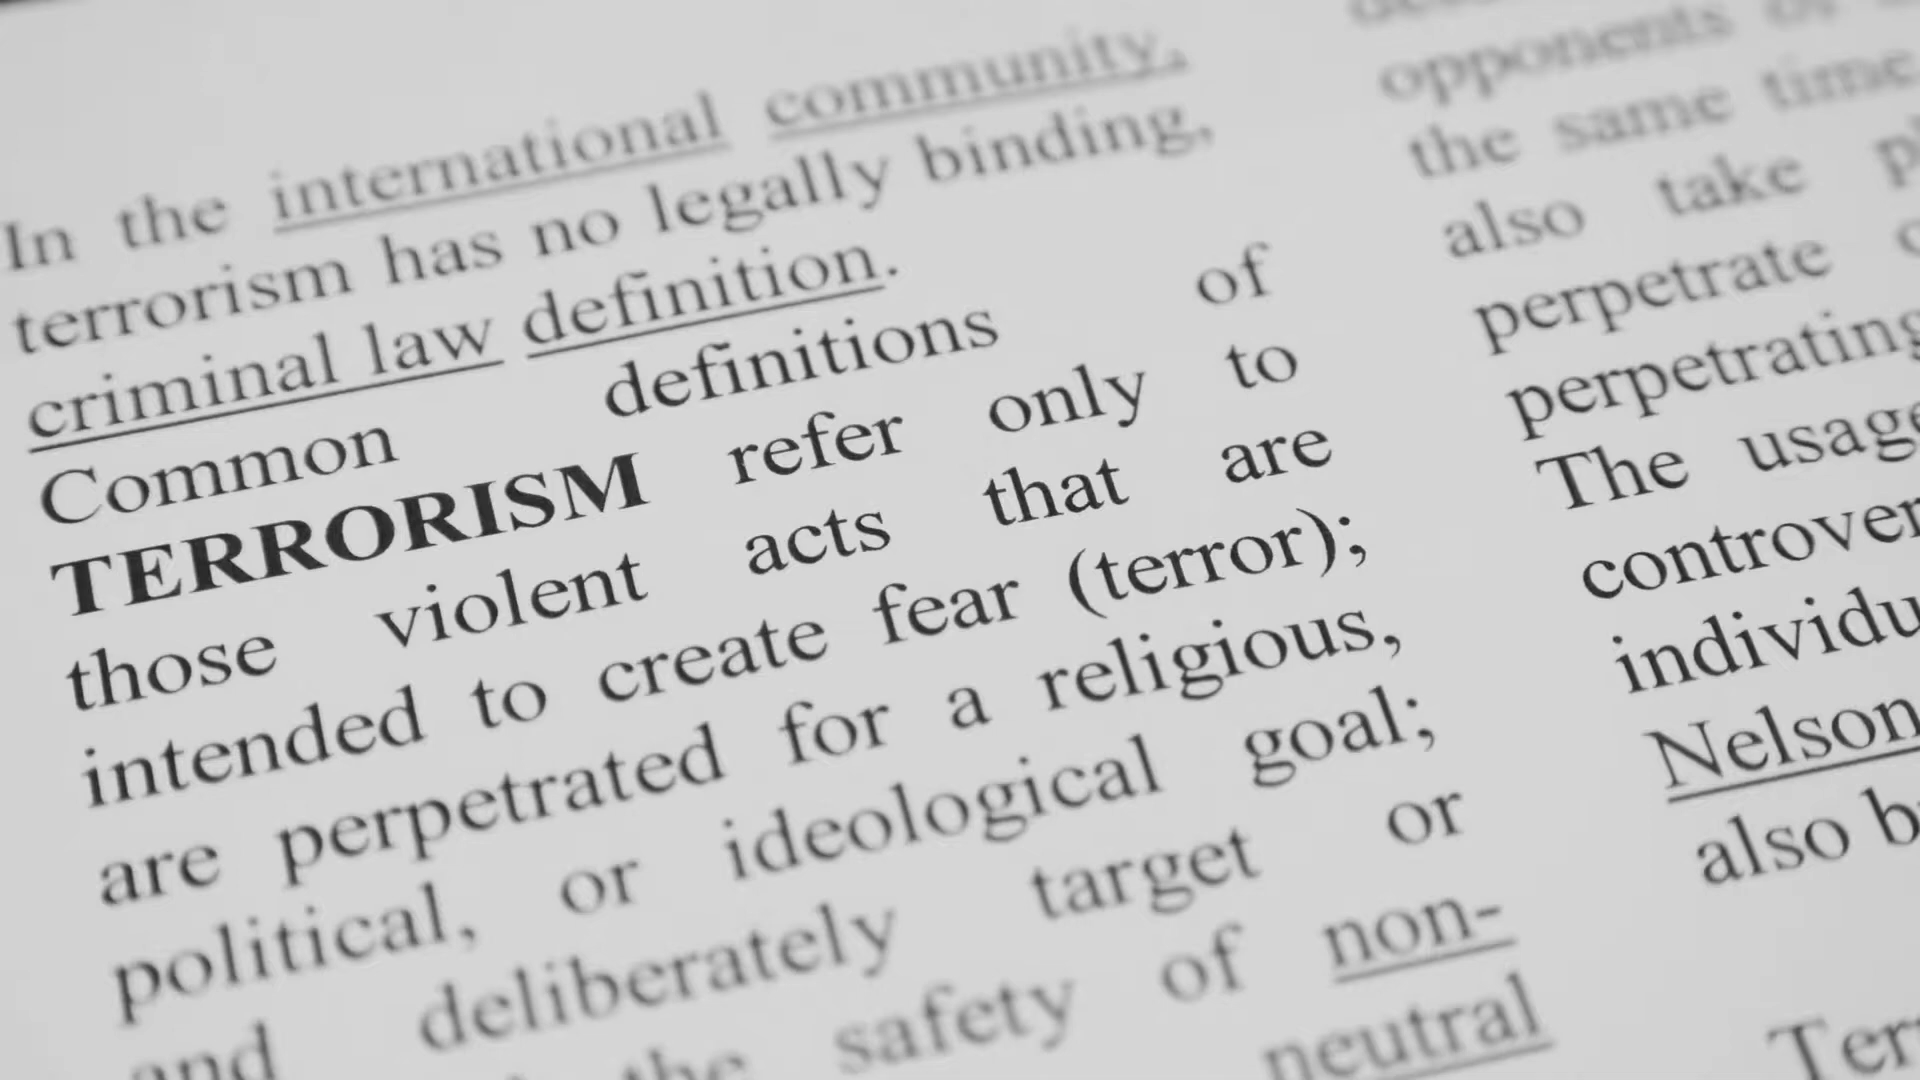 In the international community,
terrorism has no legally binding,
criminal law definition.
Common definitions of
TERRORISM refer only to
those violent acts that are
intended to create fear (terror);
are perpetrated for a religious,
political, or ideological goal;
and deliberately target or
the safety of non-
neutral
opponents
the same time
also take
perpetrate
perpetrating
The usage
individu
Nelson
also